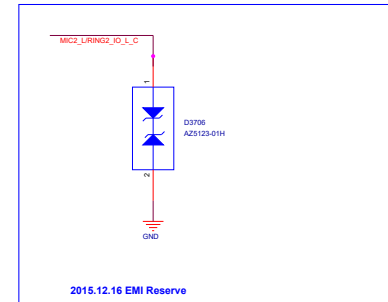 MIC2_L/RING2_IO_L_C
1
D3706
AZ5123-01H
2
GND
2015.12.16 EMI Reserve